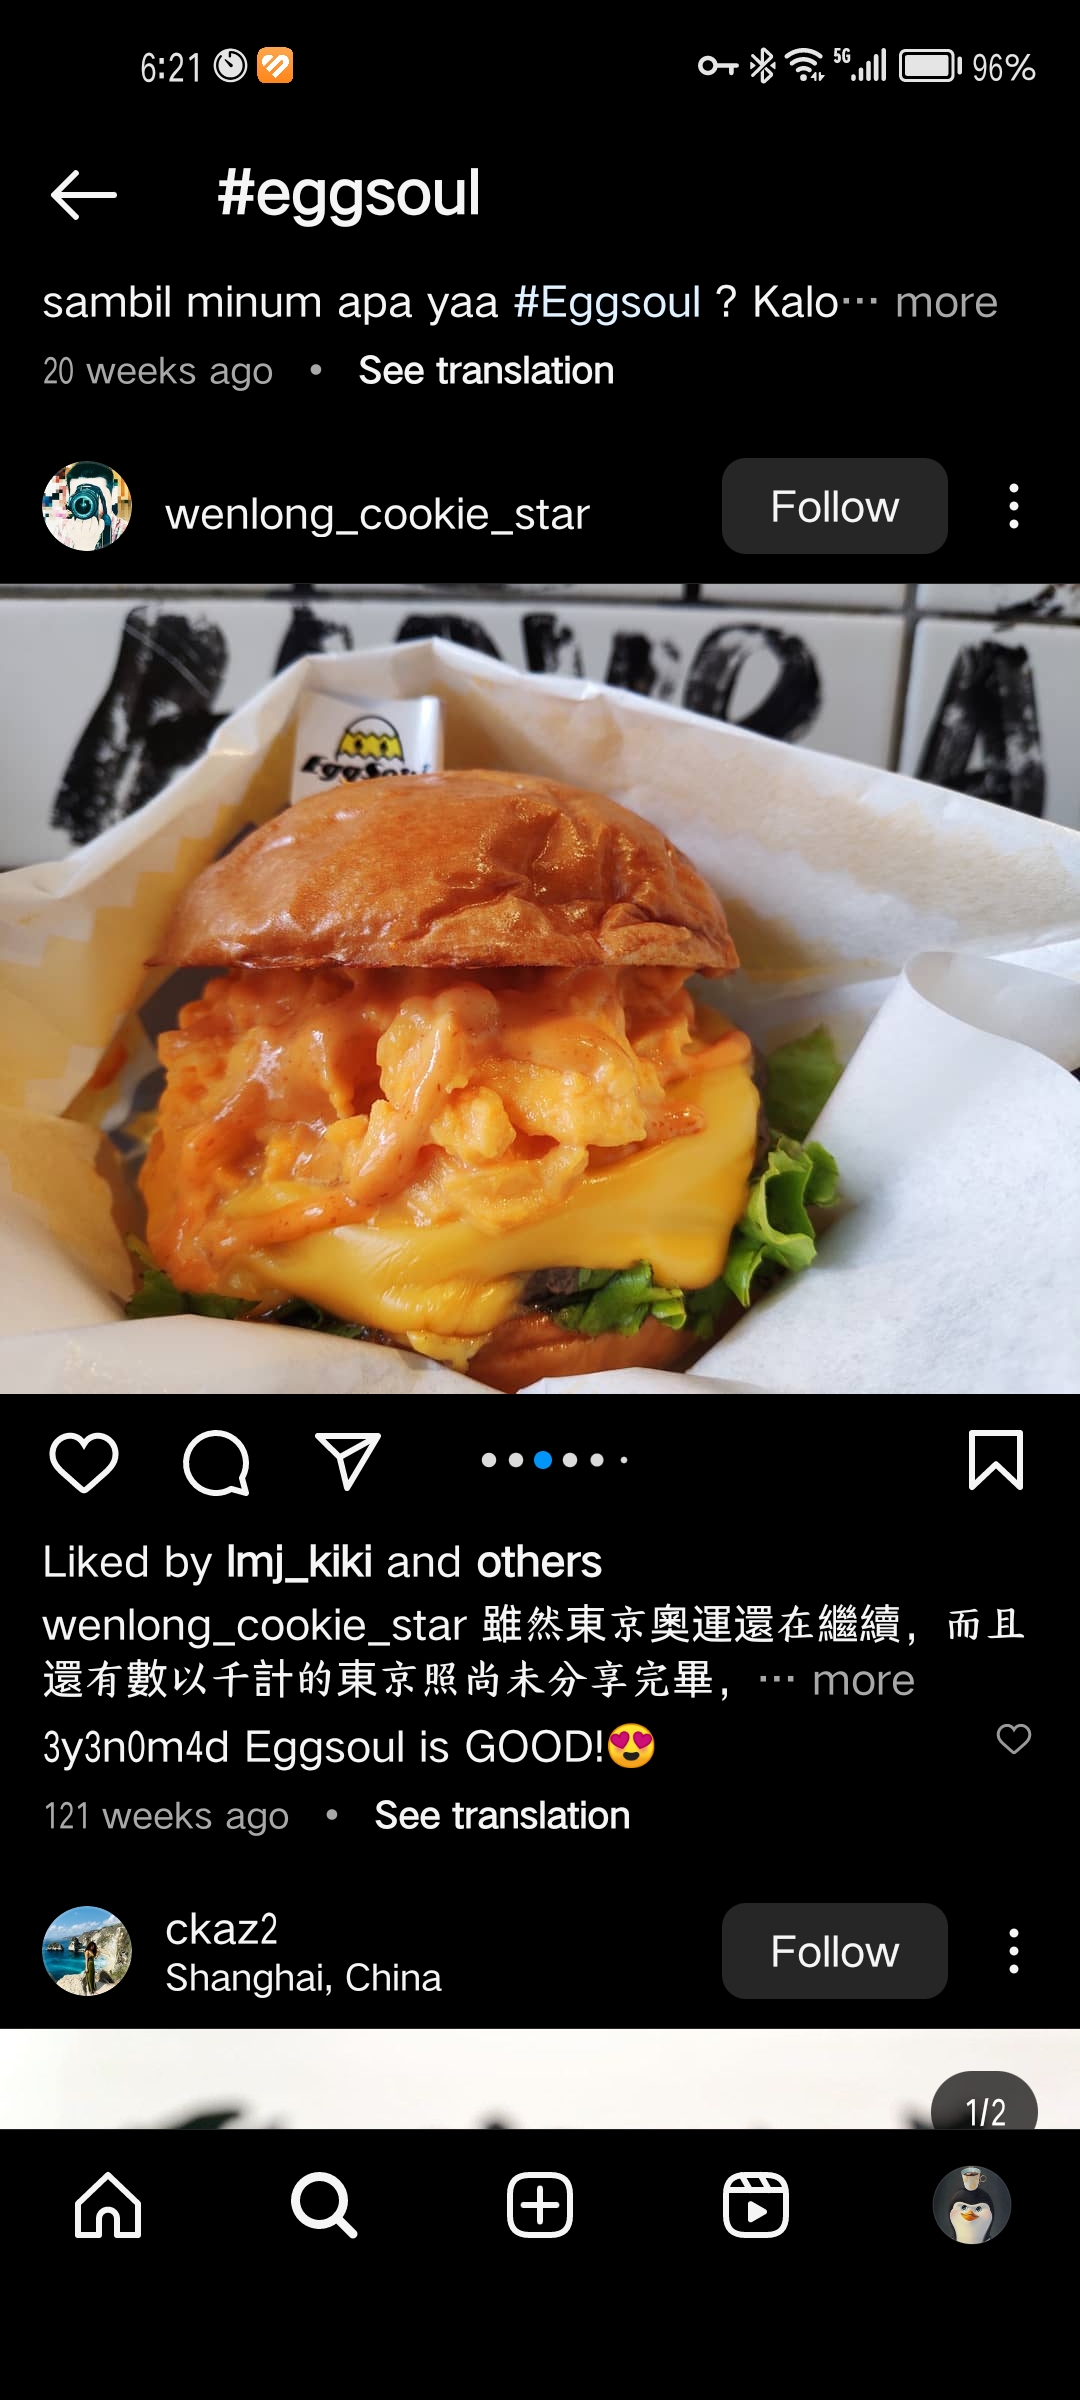 6:21
5G
96%
#eggsoul
sambil minum apa yaa #Eggsoul ? Kalo… more
20 weeks ago • See translation
wenlong_cookie_star
Follow
EggSoul
Liked by lmj_kiki and others
wenlong_cookie_star 雖然東京奧運還在繼續，而且
還有數以千計的東京照尚未分享完畢，… more
3y3n0m4d Eggsoul is GOOD!😍
121 weeks ago • See translation
ckaz2
Follow
Shanghai, China
1/2